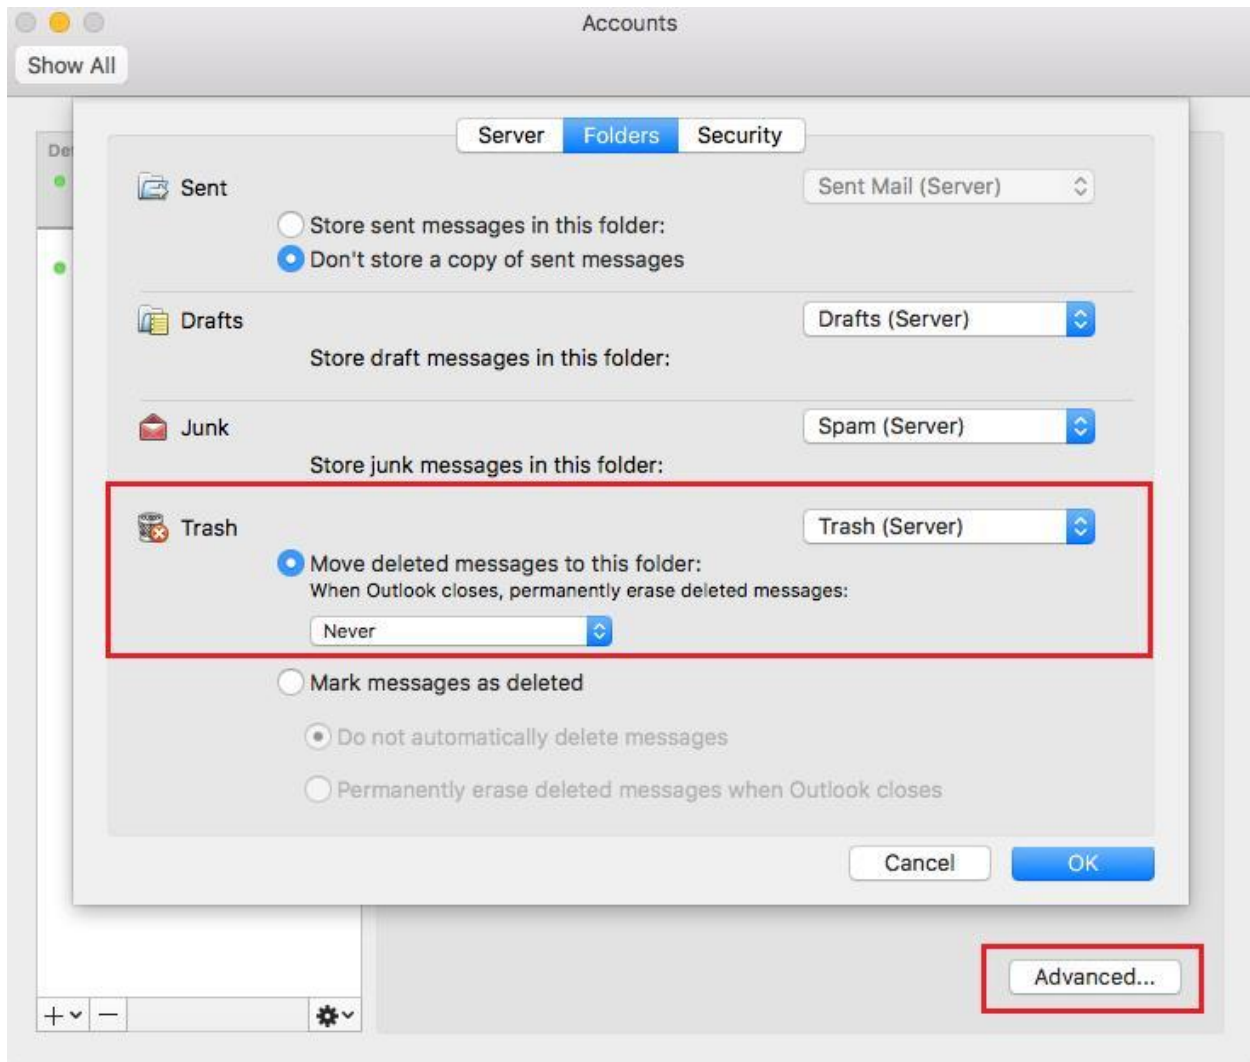 Accounts
Show All
Server Folders Security
Sent Sent Mail (Server)
Store sent messages in this folder:
Don't store a copy of sent messages
Drafts Drafts (Server)
Store draft messages in this folder:
Junk Spam (Server)
Store junk messages in this folder:
Trash Trash (Server)
Move deleted messages to this folder:
When Outlook closes, permanently erase deleted messages:
Never
Mark messages as deleted
Do not automatically delete messages
Permanently erase deleted messages when Outlook closes
Cancel OK
Advanced...